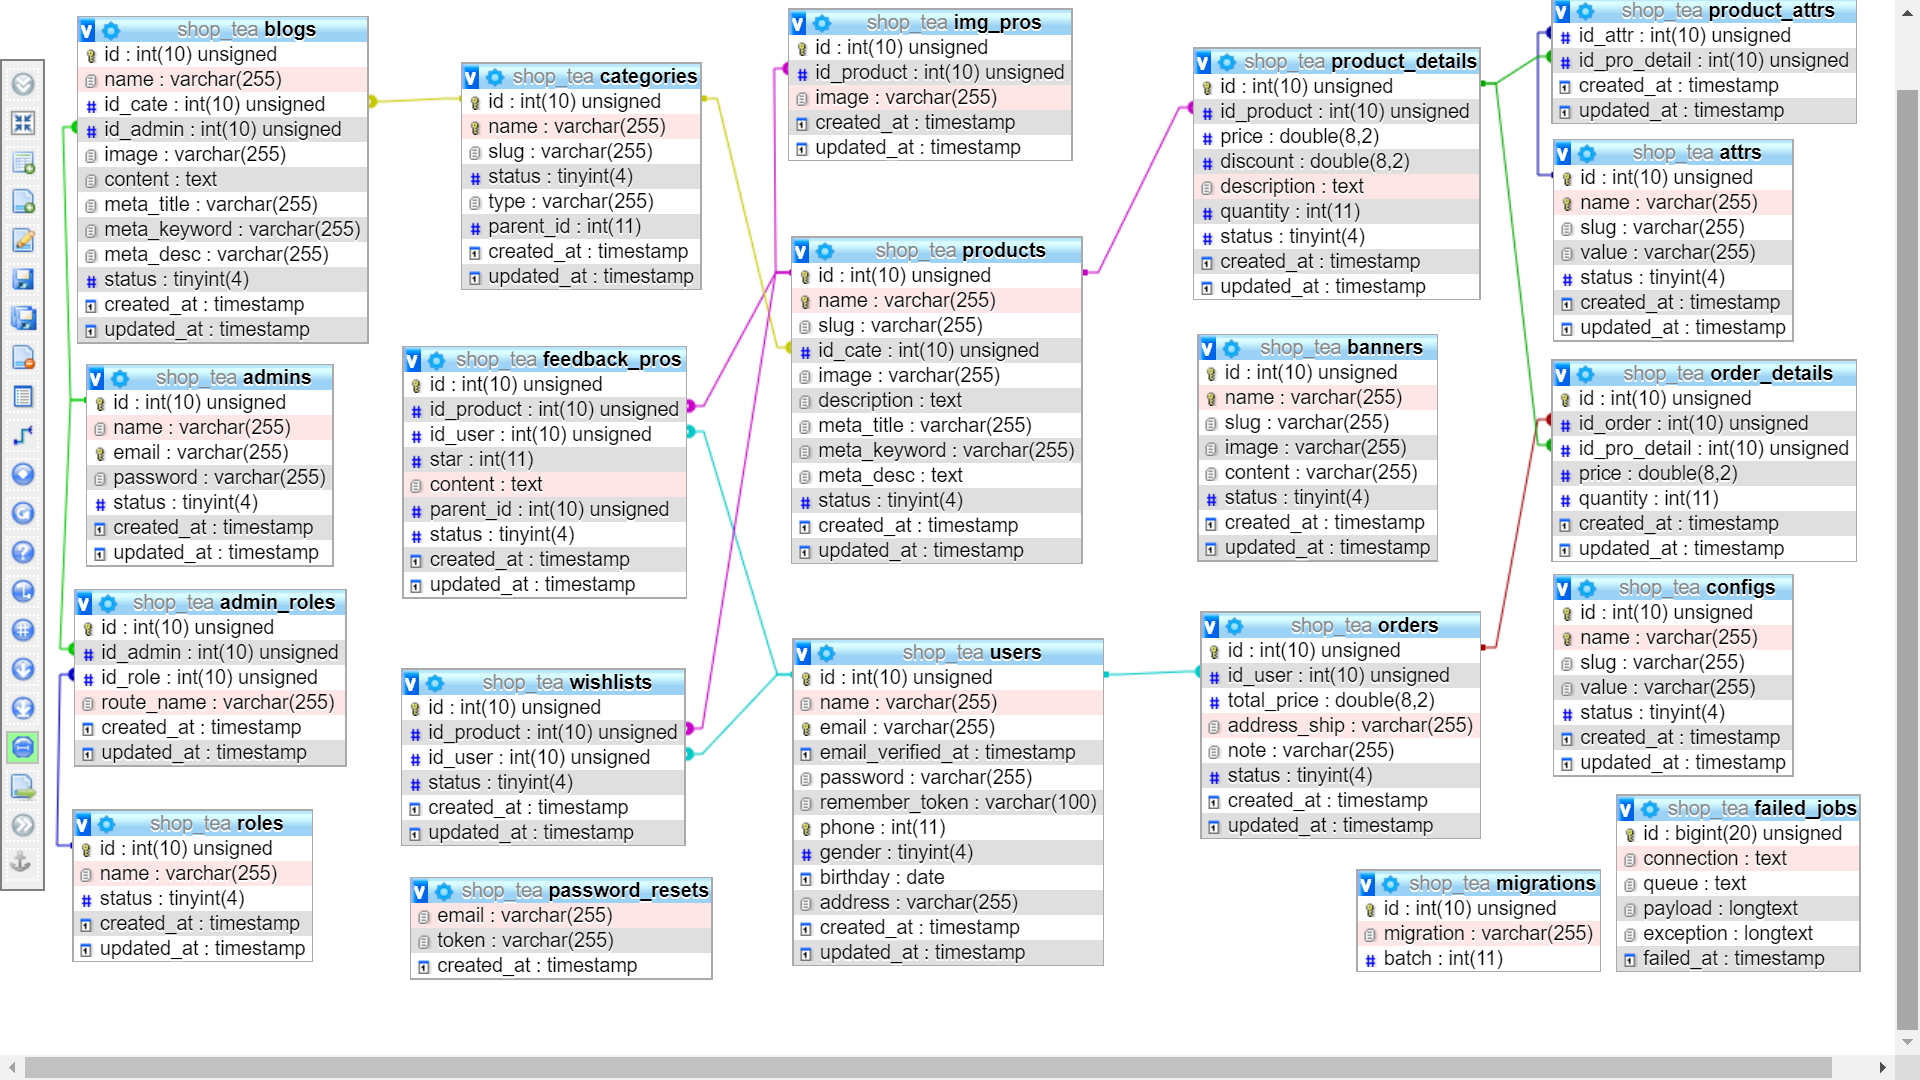 shop_tea blogs
id : int(10) unsigned
name : varchar(255)
id_cate : int(10) unsigned
id_admin : int(10) unsigned
image : varchar(255)
content : text
meta_title : varchar(255)
meta_keyword : varchar(255)
meta_desc : varchar(255)
status : tinyint(4)
created_at : timestamp
updated_at : timestamp
shop_tea admins
id : int(10) unsigned
name : varchar(255)
email : varchar(255)
password : varchar(255)
status : tinyint(4)
created_at : timestamp
updated_at : timestamp
shop_tea admin_roles
id : int(10) unsigned
id_admin : int(10) unsigned
id_role : int(10) unsigned
route_name : varchar(255)
created_at : timestamp
updated_at : timestamp
shop_tea roles
id : int(10) unsigned
name : varchar(255)
status : tinyint(4)
created_at : timestamp
updated_at : timestamp
shop_tea categories
id : int(10) unsigned
name : varchar(255)
slug : varchar(255)
status : tinyint(4)
type : varchar(255)
parent_id : int(11)
created_at : timestamp
updated_at : timestamp
shop_tea feedback_pros
id : int(10) unsigned
id_product : int(10) unsigned
id_user : int(10) unsigned
star : int(11)
content : text
parent_id : int(10) unsigned
status : tinyint(4)
created_at : timestamp
updated_at : timestamp
shop_tea wishlists
id : int(10) unsigned
id_product : int(10) unsigned
id_user : int(10) unsigned
status : tinyint(4)
created_at : timestamp
updated_at : timestamp
shop_tea password_resets
email : varchar(255)
token : varchar(255)
created_at : timestamp
shop_tea img_pros
id : int(10) unsigned
id_product : int(10) unsigned
image : varchar(255)
created_at : timestamp
updated_at : timestamp
shop_tea products
id : int(10) unsigned
name : varchar(255)
slug : varchar(255)
id_cate : int(10) unsigned
image : varchar(255)
description : text
meta_title : varchar(255)
meta_keyword : varchar(255)
meta_desc : text
status : tinyint(4)
created_at : timestamp
updated_at : timestamp
shop_tea users
id : int(10) unsigned
name : varchar(255)
email : varchar(255)
email_verified_at : timestamp
password : varchar(255)
remember_token : varchar(100)
phone : int(11)
gender : tinyint(4)
birthday : date
address : varchar(255)
created_at : timestamp
updated_at : timestamp
shop_tea product_details
id : int(10) unsigned
id_product : int(10) unsigned
price : double(8,2)
discount : double(8,2)
description : text
quantity : int(11)
status : tinyint(4)
created_at : timestamp
updated_at : timestamp
shop_tea banners
id : int(10) unsigned
name : varchar(255)
slug : varchar(255)
image : varchar(255)
content : varchar(255)
status : tinyint(4)
created_at : timestamp
updated_at : timestamp
shop_tea orders
id : int(10) unsigned
id_user : int(10) unsigned
total_price : double(8,2)
address_ship : varchar(255)
note : varchar(255)
status : tinyint(4)
created_at : timestamp
updated_at : timestamp
shop_tea migrations
id : int(10) unsigned
migration : varchar(255)
batch : int(11)
shop_tea product_attrs
id_attr : int(10) unsigned
id_pro_detail : int(10) unsigned
created_at : timestamp
updated_at : timestamp
shop_tea attrs
id : int(10) unsigned
name : varchar(255)
slug : varchar(255)
value : varchar(255)
status : tinyint(4)
created_at : timestamp
updated_at : timestamp
shop_tea order_details
id : int(10) unsigned
id_order : int(10) unsigned
id_pro_detail : int(10) unsigned
price : double(8,2)
quantity : int(11)
created_at : timestamp
updated_at : timestamp
shop_tea configs
id : int(10) unsigned
name : varchar(255)
slug : varchar(255)
value : varchar(255)
status : tinyint(4)
created_at : timestamp
updated_at : timestamp
shop_tea failed_jobs
id : bigint(20) unsigned
connection : text
queue : text
payload : longtext
exception : longtext
failed_at : timestamp